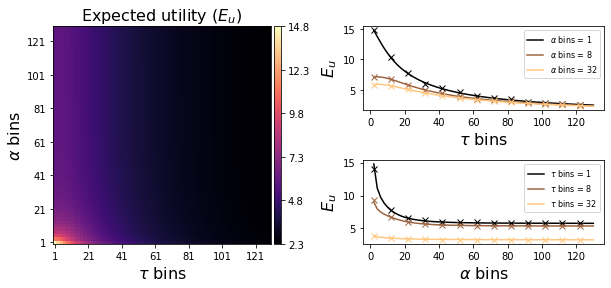 Expected utility (E_u)
α bins
121
101
81
61
41
21
1
1 21 41 61 81 101 121
τ bins
14.8
12.3
9.8
7.3
4.8
2.3
E_u
15
10
5
α bins = 1
α bins = 8
α bins = 32
0 20 40 60 80 100 120
τ bins
E_u
15
10
5
τ bins = 1
τ bins = 8
τ bins = 32
0 20 40 60 80 100 120
α bins